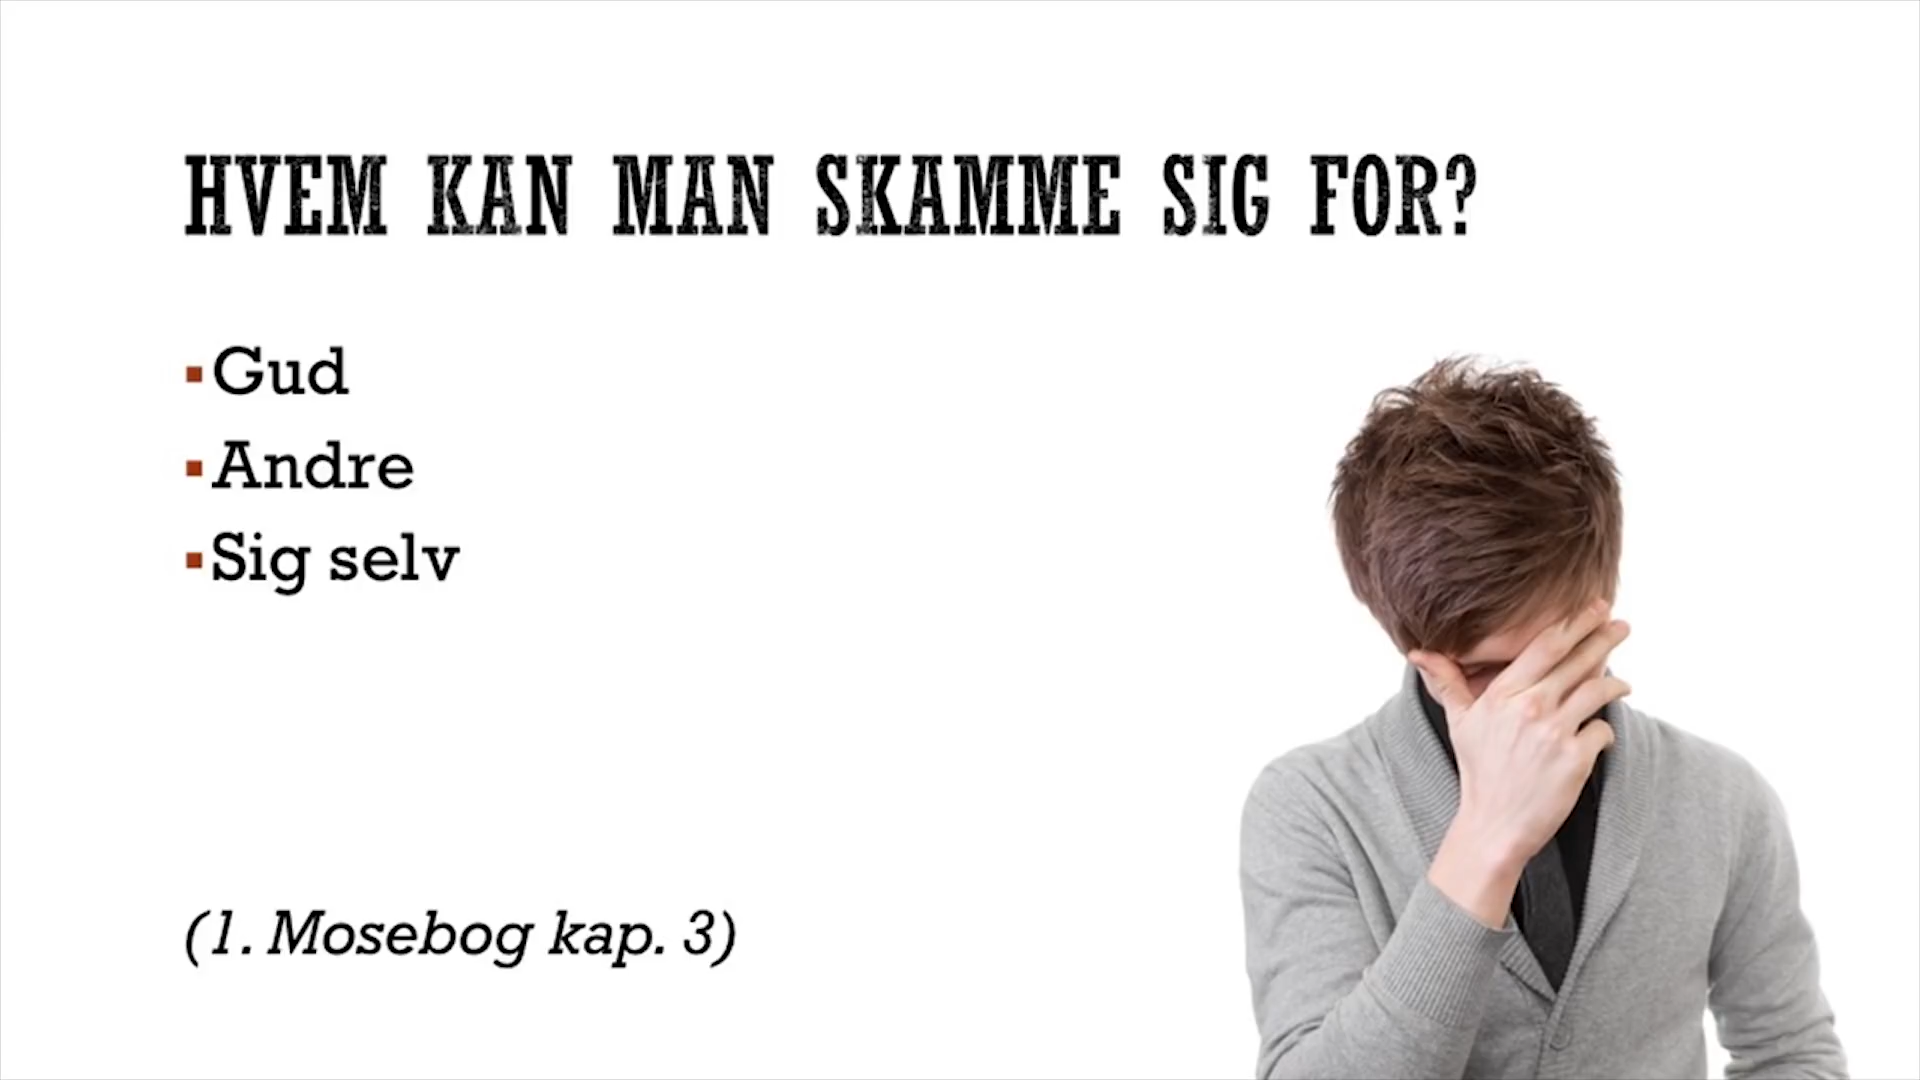 HVEM KAN MAN SKAMME SIG FOR?
▪Gud
▪Andre
▪Sig selv
(1. Mosebog kap. 3)